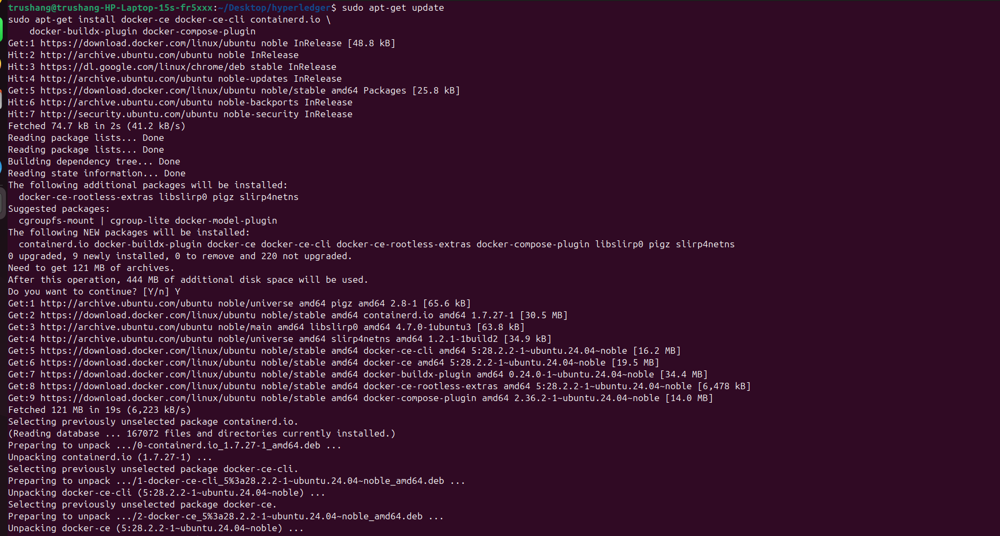 trushang@trushang-HP-Laptop-15s-fr5xxx:~/Desktop/hyperledger$ sudo apt-get update
sudo apt-get install docker-ce docker-ce-cli containerd.io \
    docker-buildx-plugin docker-compose-plugin
Get:1 https://download.docker.com/linux/ubuntu noble InRelease [48.8 kB]
Hit:2 http://archive.ubuntu.com/ubuntu noble InRelease
Hit:3 https://dl.google.com/linux/chrome/deb stable InRelease
Hit:4 http://archive.ubuntu.com/ubuntu noble-updates InRelease
Get:5 https://download.docker.com/linux/ubuntu noble/stable amd64 Packages [25.8 kB]
Hit:6 http://archive.ubuntu.com/ubuntu noble-backports InRelease
Hit:7 http://security.ubuntu.com/ubuntu noble-security InRelease
Fetched 74.7 kB in 2s (41.2 kB/s)
Reading package lists... Done
Reading package lists... Done
Building dependency tree... Done
Reading state information... Done
The following additional packages will be installed:
  docker-ce-rootless-extras libslirp0 pigz slirp4netns
Suggested packages:
  cgroupfs-mount | cgroup-lite docker-model-plugin
The following NEW packages will be installed:
  containerd.io docker-buildx-plugin docker-ce docker-ce-cli docker-ce-rootless-extras docker-compose-plugin libslirp0 pigz slirp4netns
0 upgraded, 9 newly installed, 0 to remove and 220 not upgraded.
Need to get 121 MB of archives.
After this operation, 444 MB of additional disk space will be used.
Do you want to continue? [Y/n] Y
Get:1 http://archive.ubuntu.com/ubuntu noble/universe amd64 pigz amd64 2.8-1 [65.6 kB]
Get:2 https://download.docker.com/linux/ubuntu noble/stable amd64 containerd.io amd64 1.7.27-1 [30.5 MB]
Get:3 http://archive.ubuntu.com/ubuntu noble/main amd64 libslirp0 amd64 4.7.0-1ubuntu3 [63.8 kB]
Get:4 http://archive.ubuntu.com/ubuntu noble/universe amd64 slirp4netns amd64 1.2.1-1build2 [34.9 kB]
Get:5 https://download.docker.com/linux/ubuntu noble/stable amd64 docker-ce-cli amd64 5:28.2.2-1~ubuntu.24.04~noble [16.2 MB]
Get:6 https://download.docker.com/linux/ubuntu noble/stable amd64 docker-ce amd64 5:28.2.2-1~ubuntu.24.04~noble [19.5 MB]
Get:7 https://download.docker.com/linux/ubuntu noble/stable amd64 docker-buildx-plugin amd64 0.24.0-1~ubuntu.24.04~noble [34.4 MB]
Get:8 https://download.docker.com/linux/ubuntu noble/stable amd64 docker-ce-rootless-extras amd64 5:28.2.2-1~ubuntu.24.04~noble [6,478 kB]
Get:9 https://download.docker.com/linux/ubuntu noble/stable amd64 docker-compose-plugin amd64 2.36.2-1~ubuntu.24.04~noble [14.0 MB]
Fetched 121 MB in 19s (6,223 kB/s)
Selecting previously unselected package containerd.io.
(Reading database ... 167072 files and directories currently installed.)
Preparing to unpack .../0-containerd.io_1.7.27-1_amd64.deb ...
Unpacking containerd.io (1.7.27-1) ...
Selecting previously unselected package docker-ce-cli.
Preparing to unpack .../1-docker-ce-cli_5%3a28.2.2-1~ubuntu.24.04~noble_amd64.deb ...
Unpacking docker-ce-cli (5:28.2.2-1~ubuntu.24.04~noble) ...
Selecting previously unselected package docker-ce.
Preparing to unpack .../2-docker-ce_5%3a28.2.2-1~ubuntu.24.04~noble_amd64.deb ...
Unpacking docker-ce (5:28.2.2-1~ubuntu.24.04~noble) ...